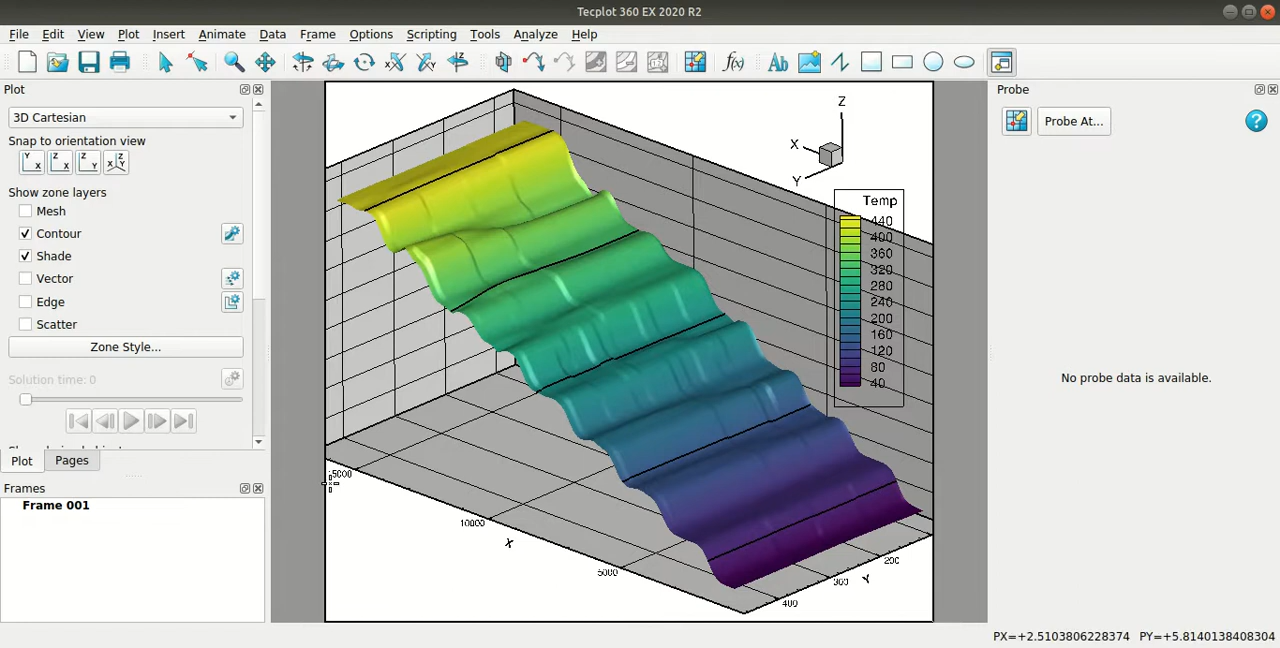 Tecplot 360 EX 2020 R2
File Edit View Plot Insert Animate Data Frame Options Scripting Tools Analyze Help
Plot
3D Cartesian
Snap to orientation view
Show zone layers
Mesh
Contour
Shade
Vector
Edge
Scatter
Zone Style...
Solution time: 0
Plot Pages
Frames
Frame 001
Z
X
Y
Temp
440
400
360
320
280
240
200
160
120
80
40
10000
5000
X
200
300
400
Y
Probe
Probe At...
No probe data is available.
PX=+2.5103806228374 PY=+5.8140138408304